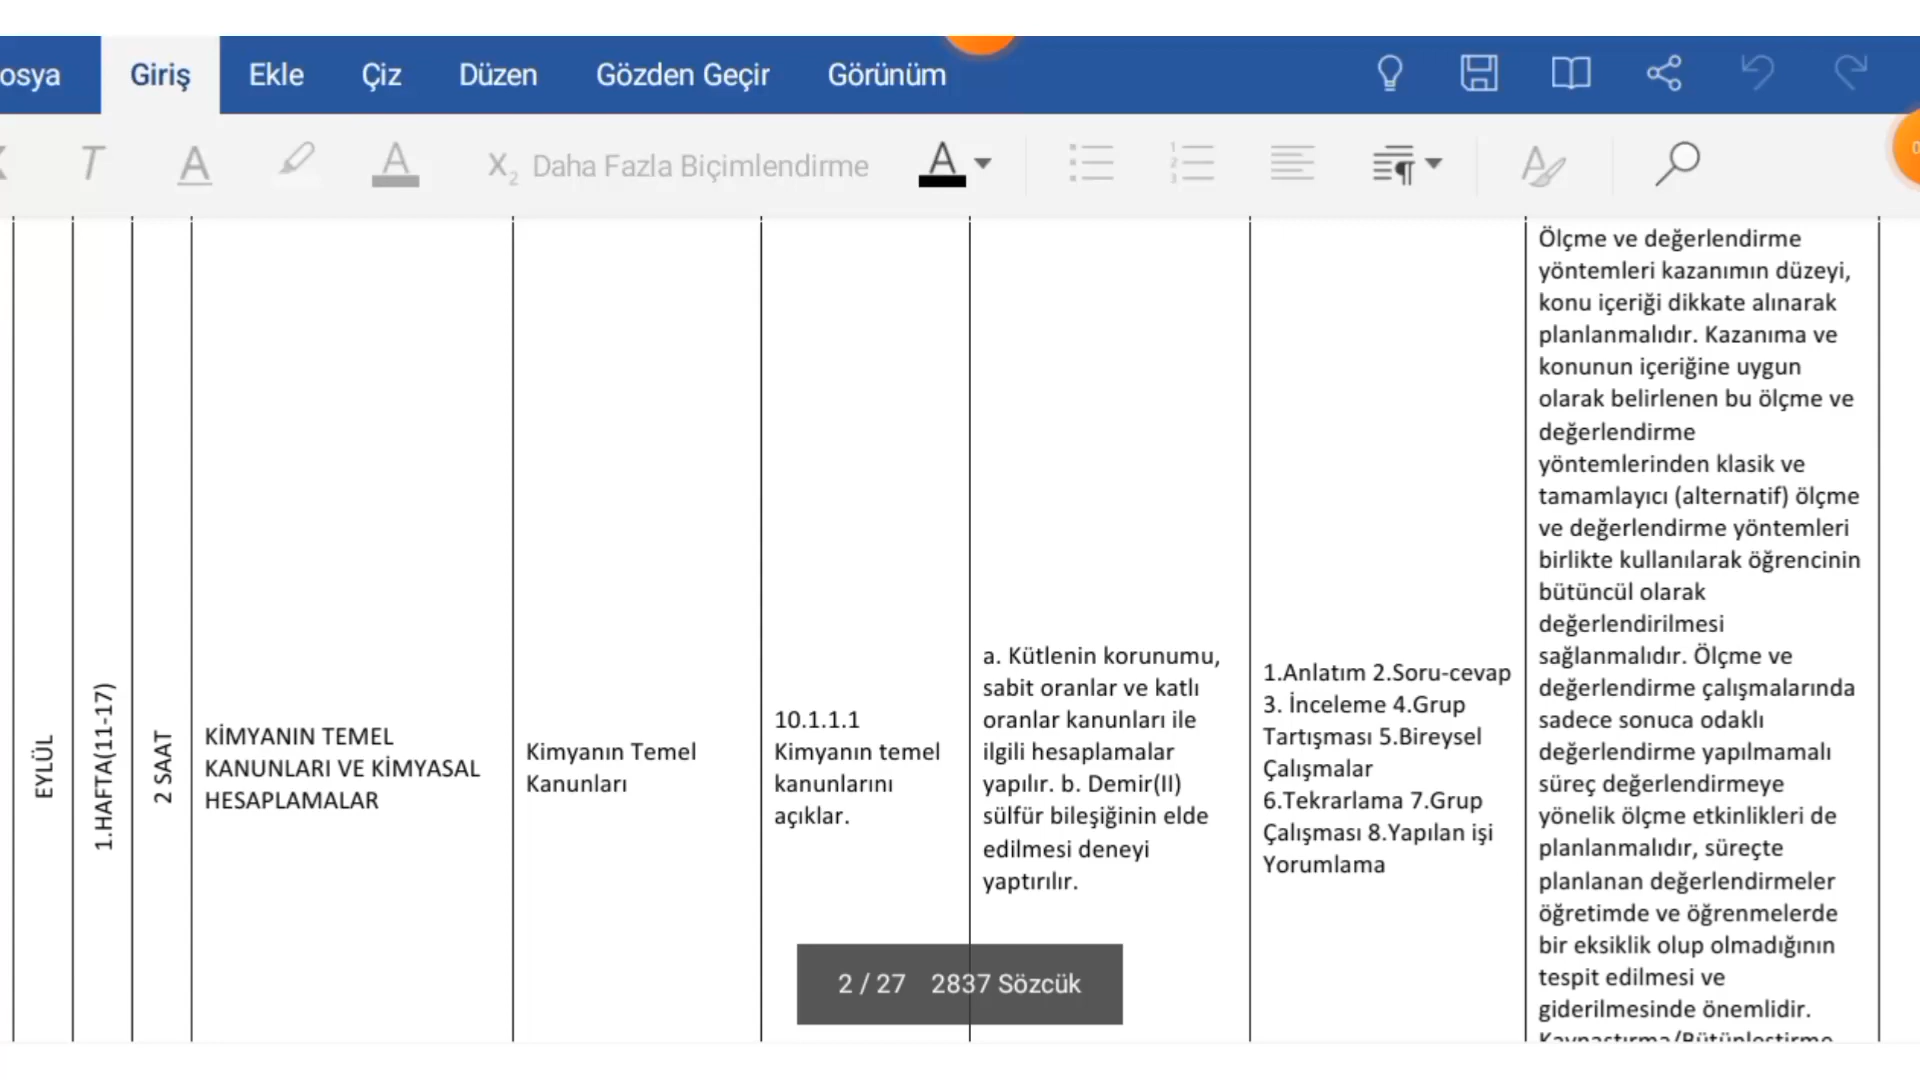 osya
Giriş
Ekle
Çiz
Düzen
Gözden Geçir
Görünüm
Daha Fazla Biçimlendirme
EYLÜL
1.HAFTA(11-17)
2 SAAT
KİMYANIN TEMEL
KANUNLARI VE KİMYASAL
HESAPLAMALAR
Kimyanın Temel
Kanunları
10.1.1.1
Kimyanın temel
kanunlarını
açıklar.
a. Kütlenin korunumu,
sabit oranlar ve katlı
oranlar kanunları ile
ilgili hesaplamalar
yapılır. b. Demir(II)
sülfür bileşiğinin elde
edilmesi deneyi
yaptırılır.
1.Anlatım 2.Soru-cevap
3. İnceleme 4.Grup
Tartışması 5.Bireysel
Çalışmalar
6.Tekrarlama 7.Grup
Çalışması 8.Yapılan işi
Yorumlama
Ölçme ve değerlendirme
yöntemleri kazanımın düzeyi,
konu içeriği dikkate alınarak
planlanmalıdır. Kazanıma ve
konunun içeriğine uygun
olarak belirlenen bu ölçme ve
değerlendirme
yöntemlerinden klasik ve
tamamlayıcı (alternatif) ölçme
ve değerlendirme yöntemleri
birlikte kullanılarak öğrencinin
bütüncül olarak
değerlendirilmesi
sağlanmalıdır. Ölçme ve
değerlendirme çalışmalarında
sadece sonuca odaklı
değerlendirme yapılmamalı
süreç değerlendirmeye
yönelik ölçme etkinlikleri de
planlanmalıdır, süreçte
planlanan değerlendirmeler
öğretimde ve öğrenmelerde
bir eksiklik olup olmadığının
tespit edilmesi ve
giderilmesinde önemlidir.
Kaynaştırma/Bütünleştirme
2 / 27 2837 Sözcük